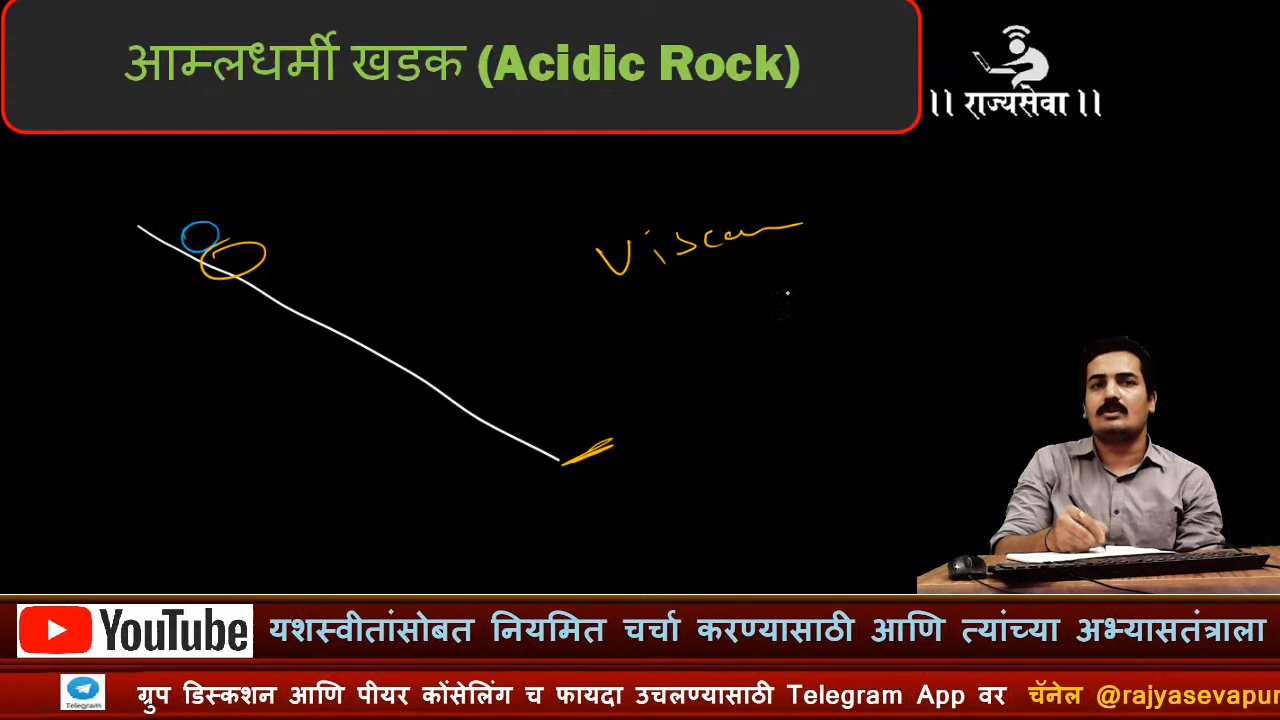 आम्लधर्मी खडक (Acidic Rock)
।। राज्यसेवा ।।
YouTube
यशस्वीतांसोबत नियमित चर्चा करण्यासाठी आणि त्यांच्या अभ्यासतंत्राला
Telegram
ग्रुप डिस्कशन आणि पीयर कोंसेलिंग च फायदा उचलण्यासाठी Telegram App वर चॅनेल @rajyasevapur